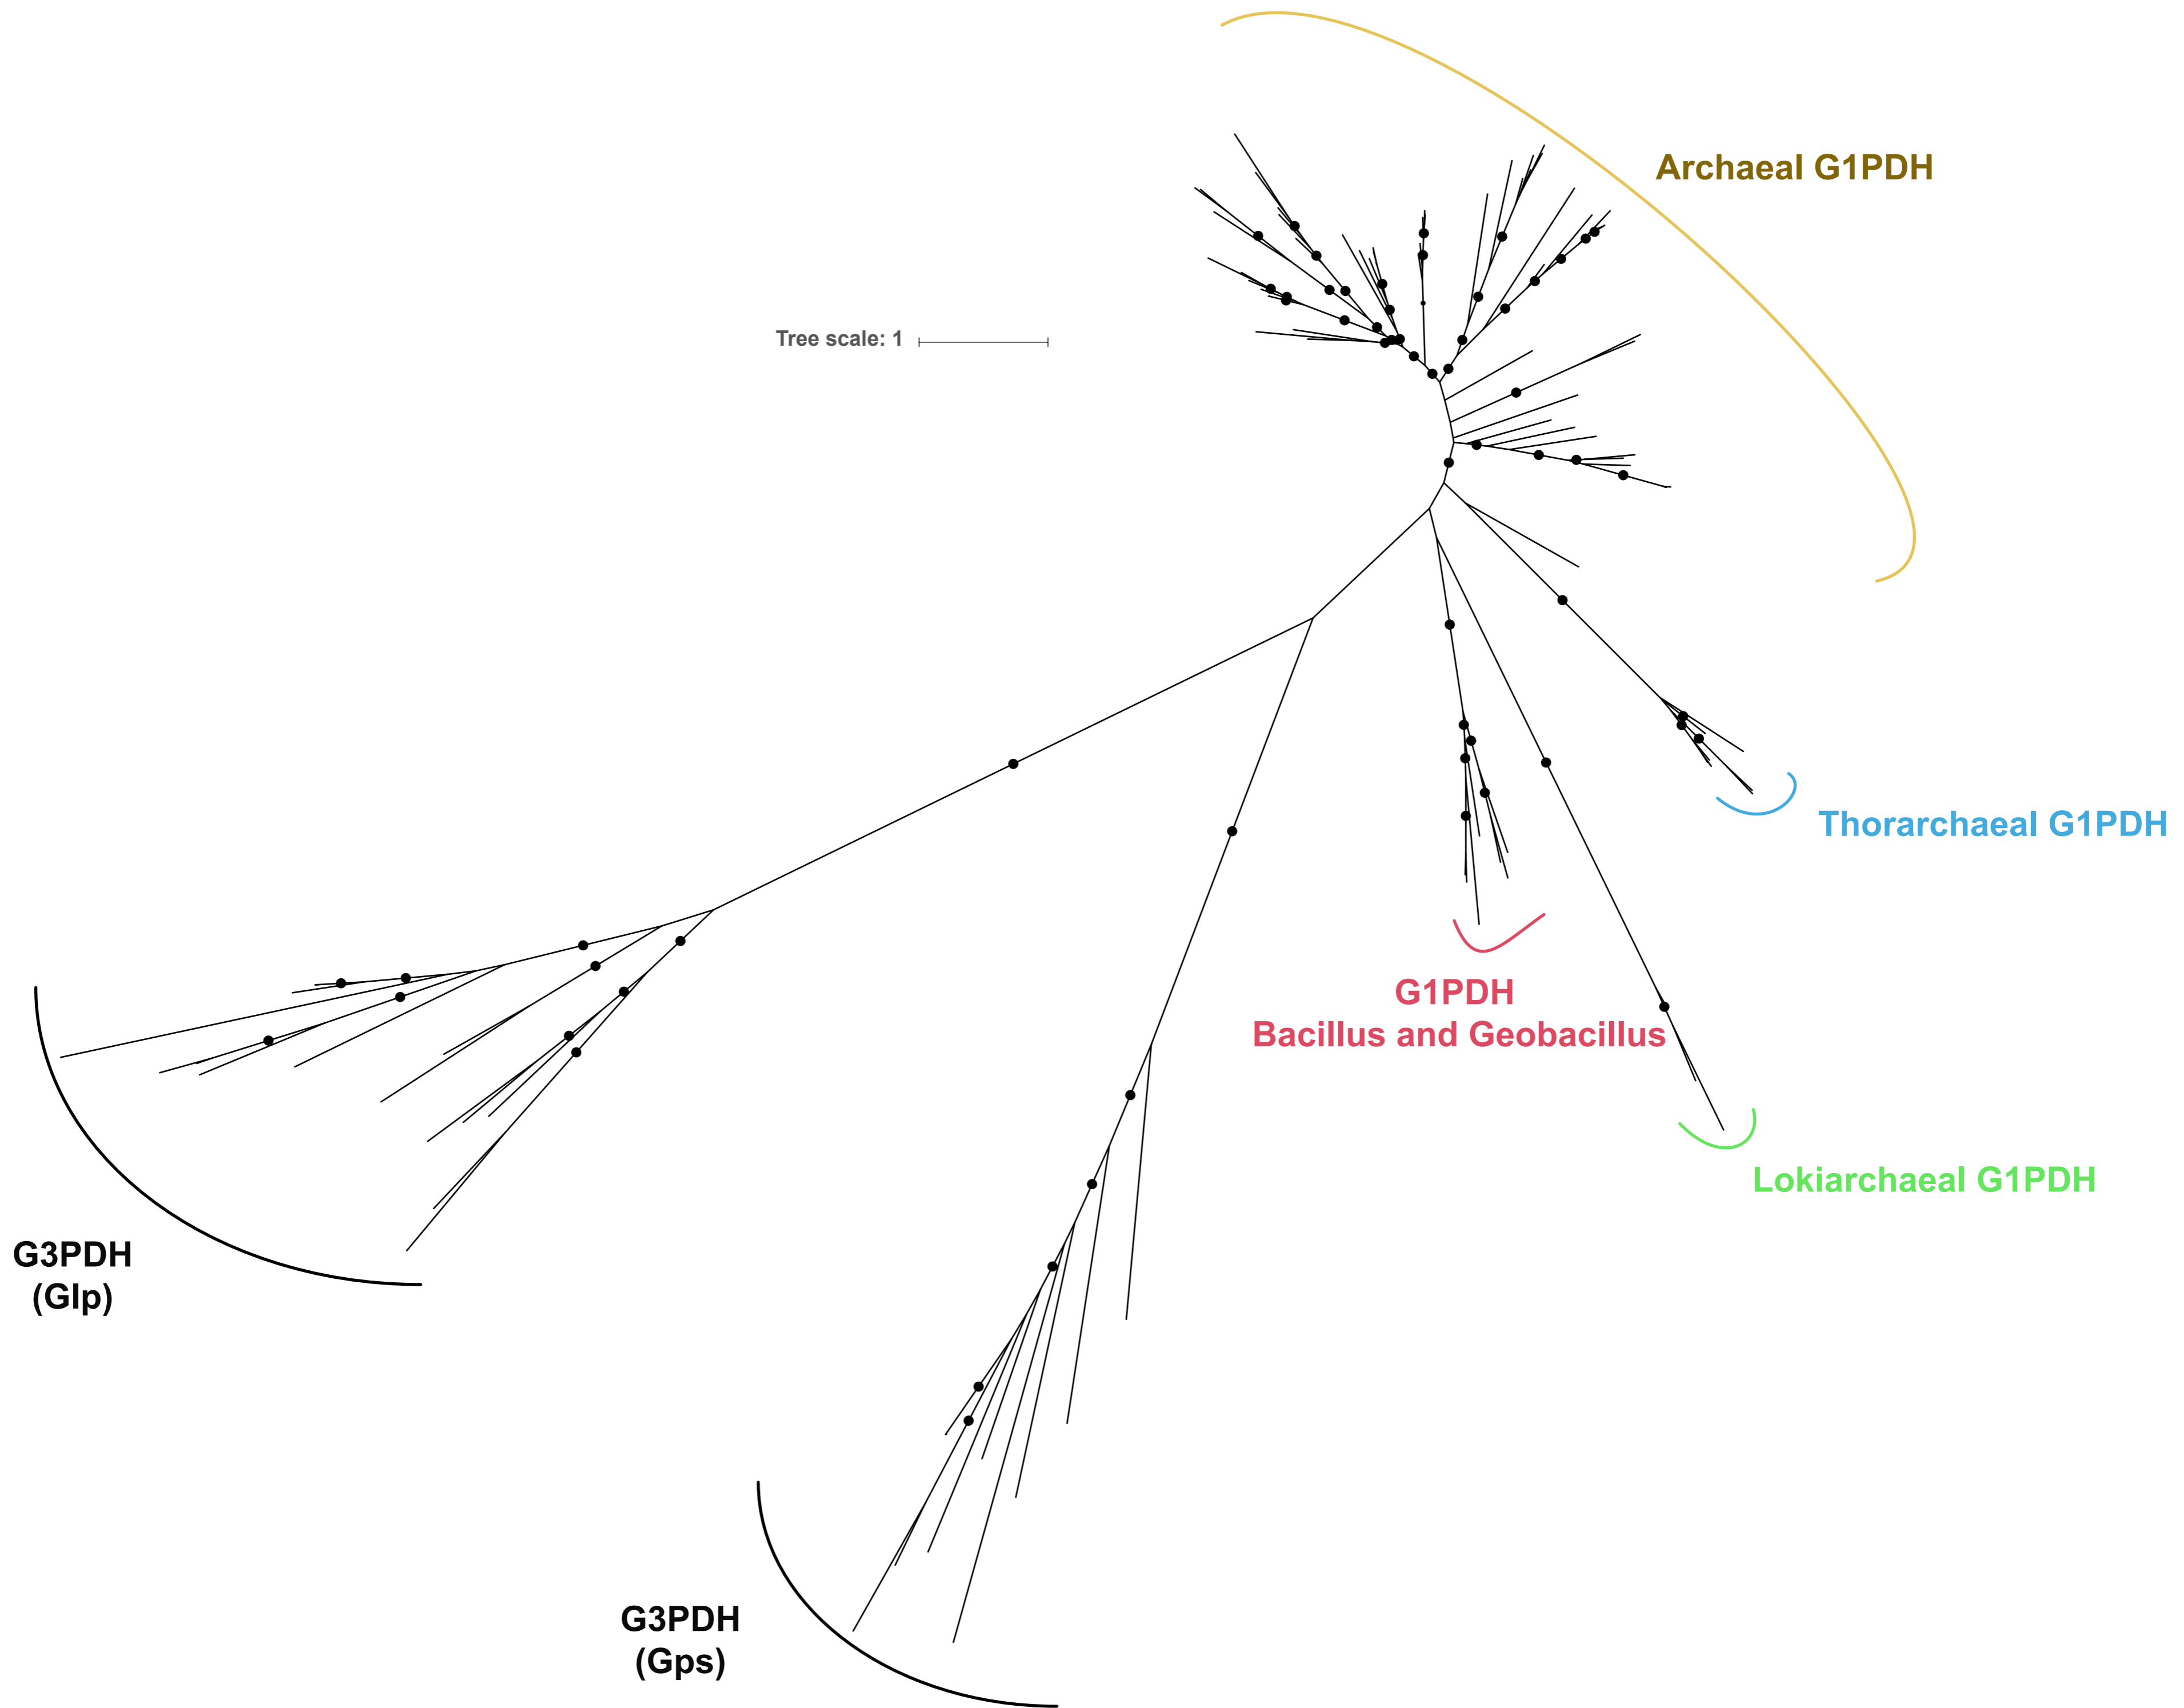 Archaeal G1PDH
Tree scale: 1
Thorarchaeal G1PDH
G1PDH
Bacillus and Geobacillus
Lokiarchaeal G1PDH
G3PDH
(Glp)
G3PDH
(Gps)